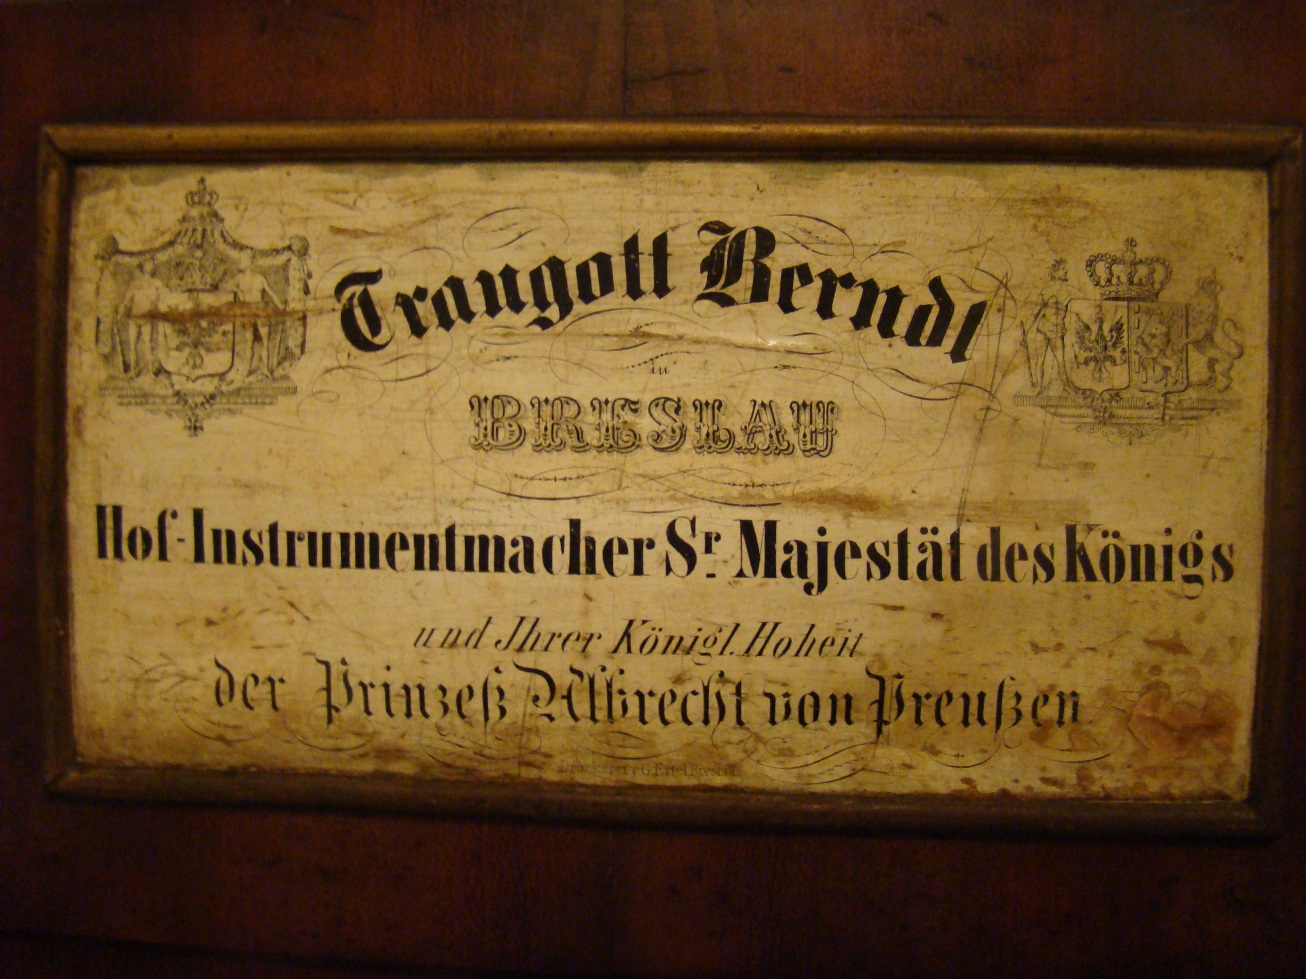 Traugott Berndt
in
BRESLAU
Hof-Instrumentmacher Sr. Majestät des Königs
und Ihrer Königl. Hoheit
der Prinzeß Albrecht von Preußen